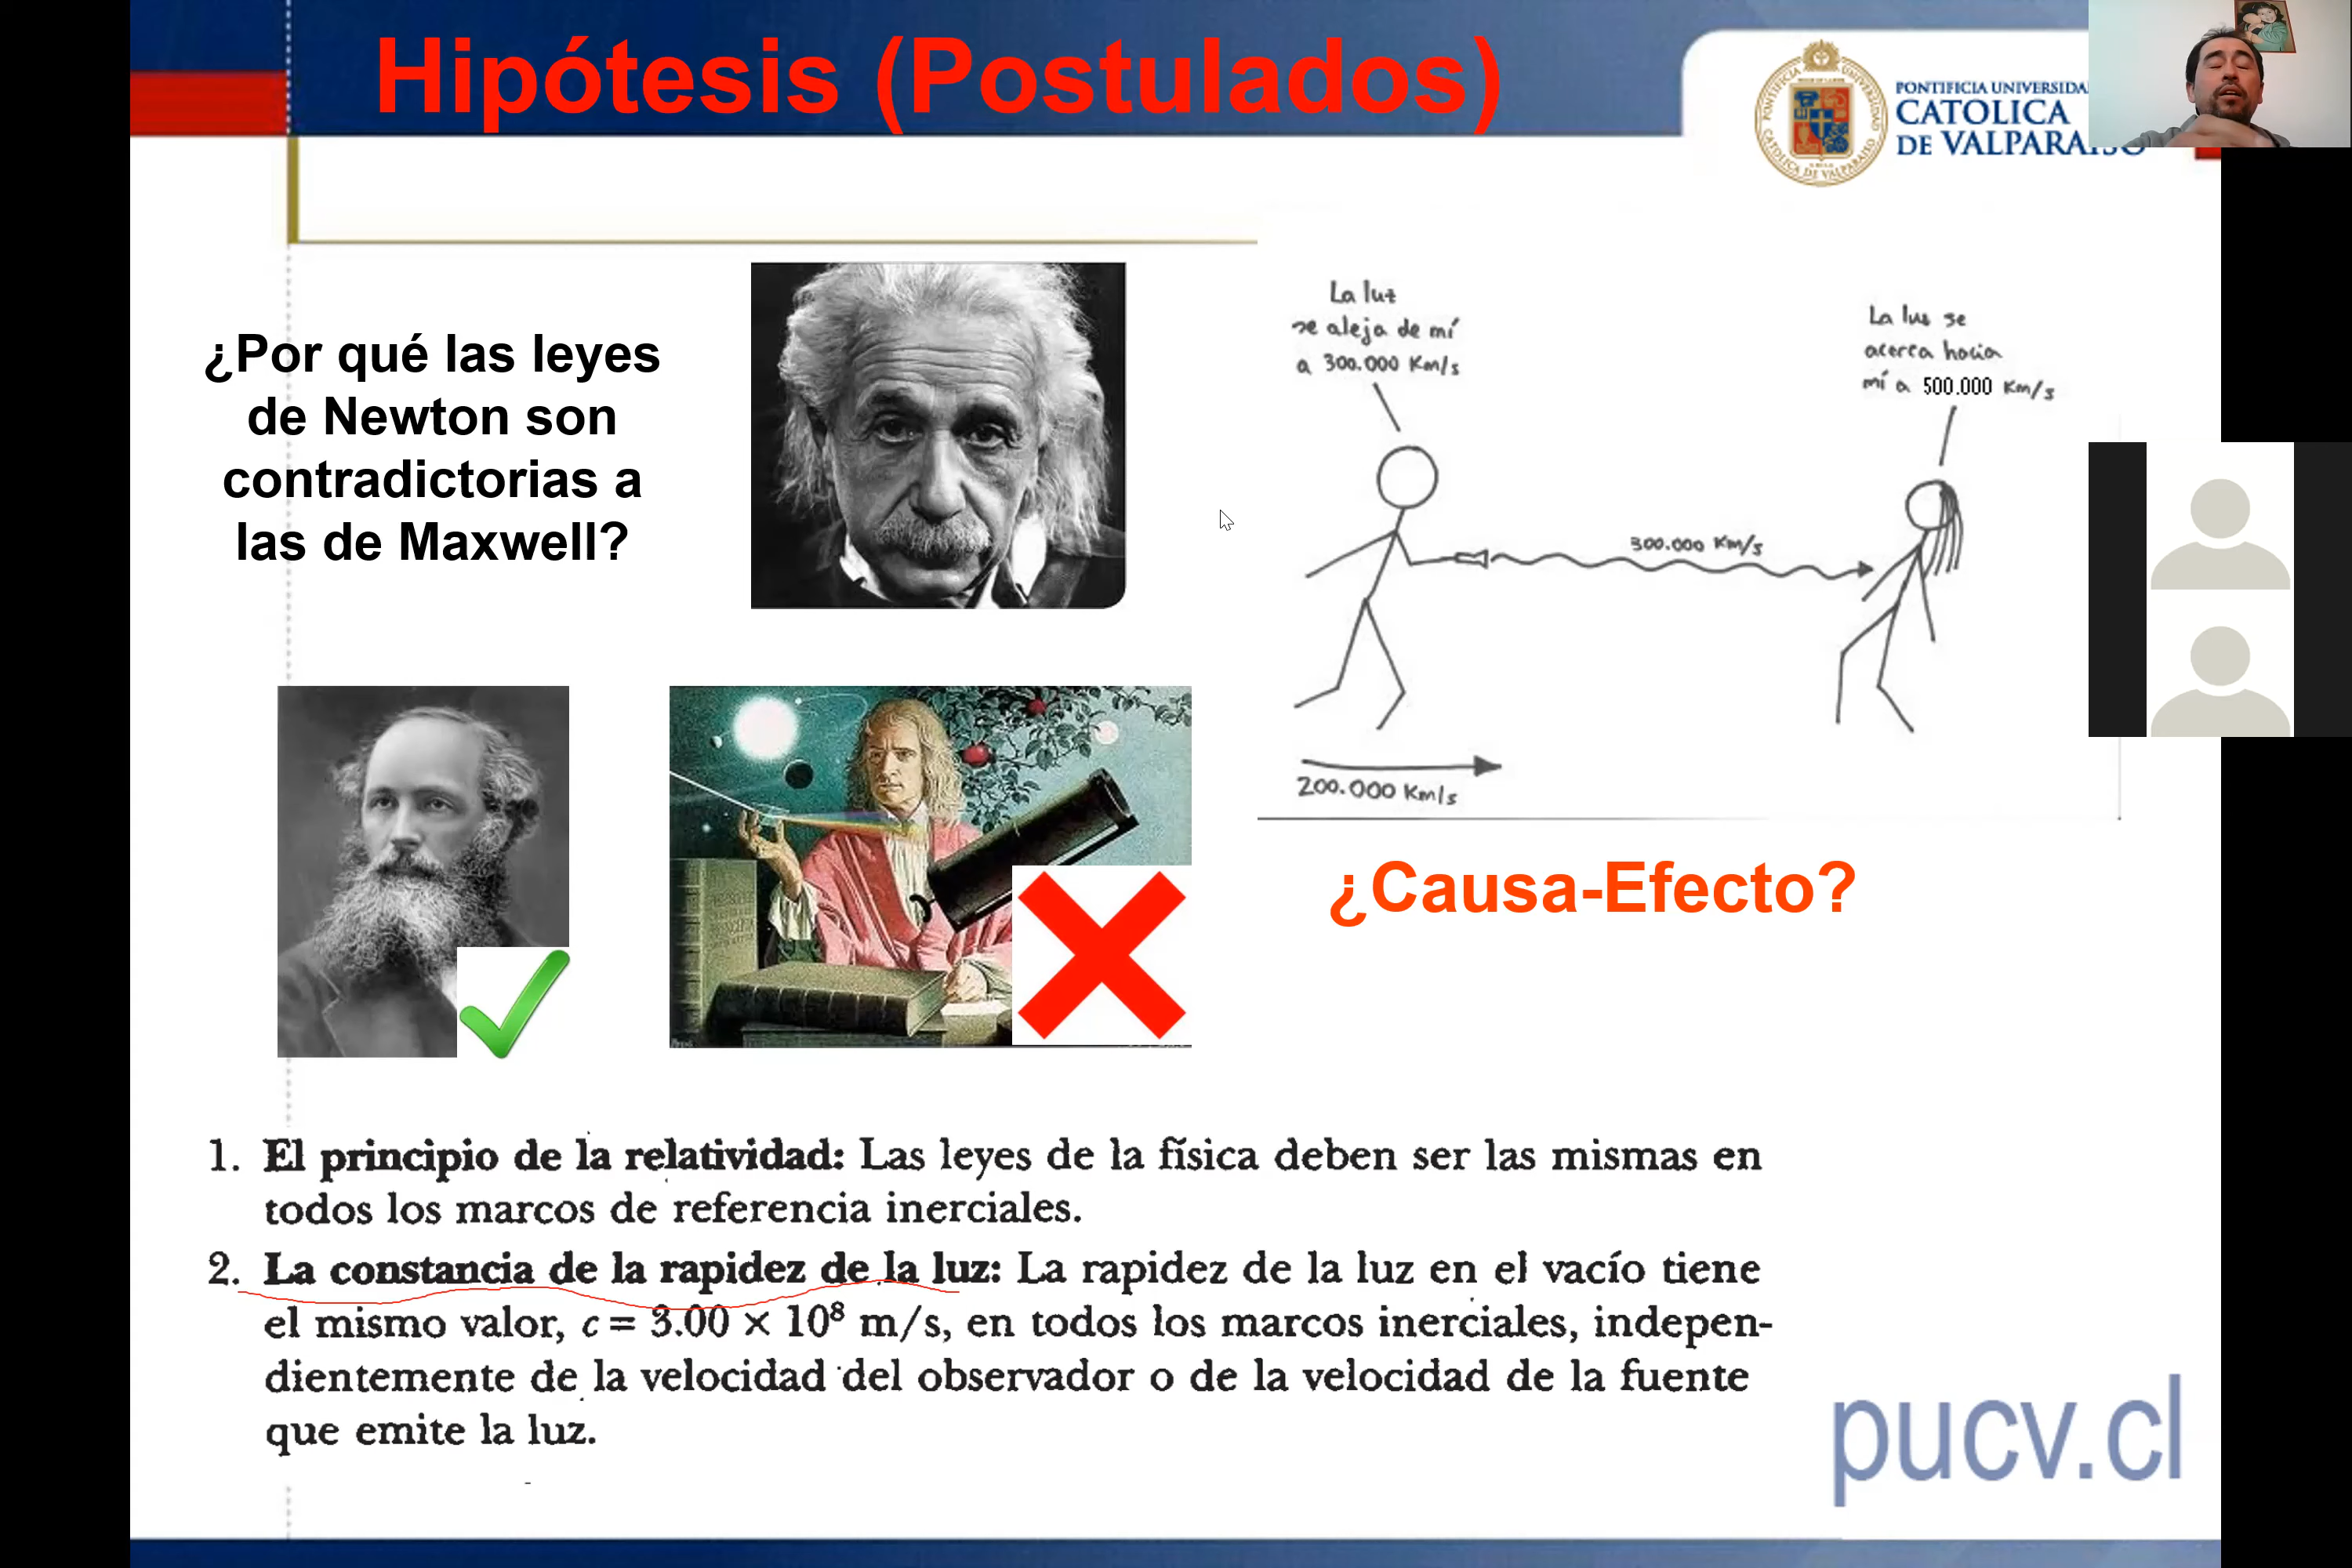 Hipótesis (Postulados)
PONTIFICIA UNIVERSIDA
CATOLICA
DE VALPARAISO
¿Por qué las leyes
de Newton son
contradictorias a
las de Maxwell?
La luz
se aleja de mí
a 300.000 Km/s
La luz se
acerca hacia
mí a 500.000 Km/s
300.000 Km/s
200.000 Km/s
¿Causa-Efecto?
1. El principio de la relatividad: Las leyes de la física deben ser las mismas en
todos los marcos de referencia inerciales.
2. La constancia de la rapidez de la luz: La rapidez de la luz en el vacío tiene
el mismo valor, c = 3.00 × 10⁸ m/s, en todos los marcos inerciales, indepen-
dientemente de la velocidad del observador o de la velocidad de la fuente
que emite la luz.
pucv.cl